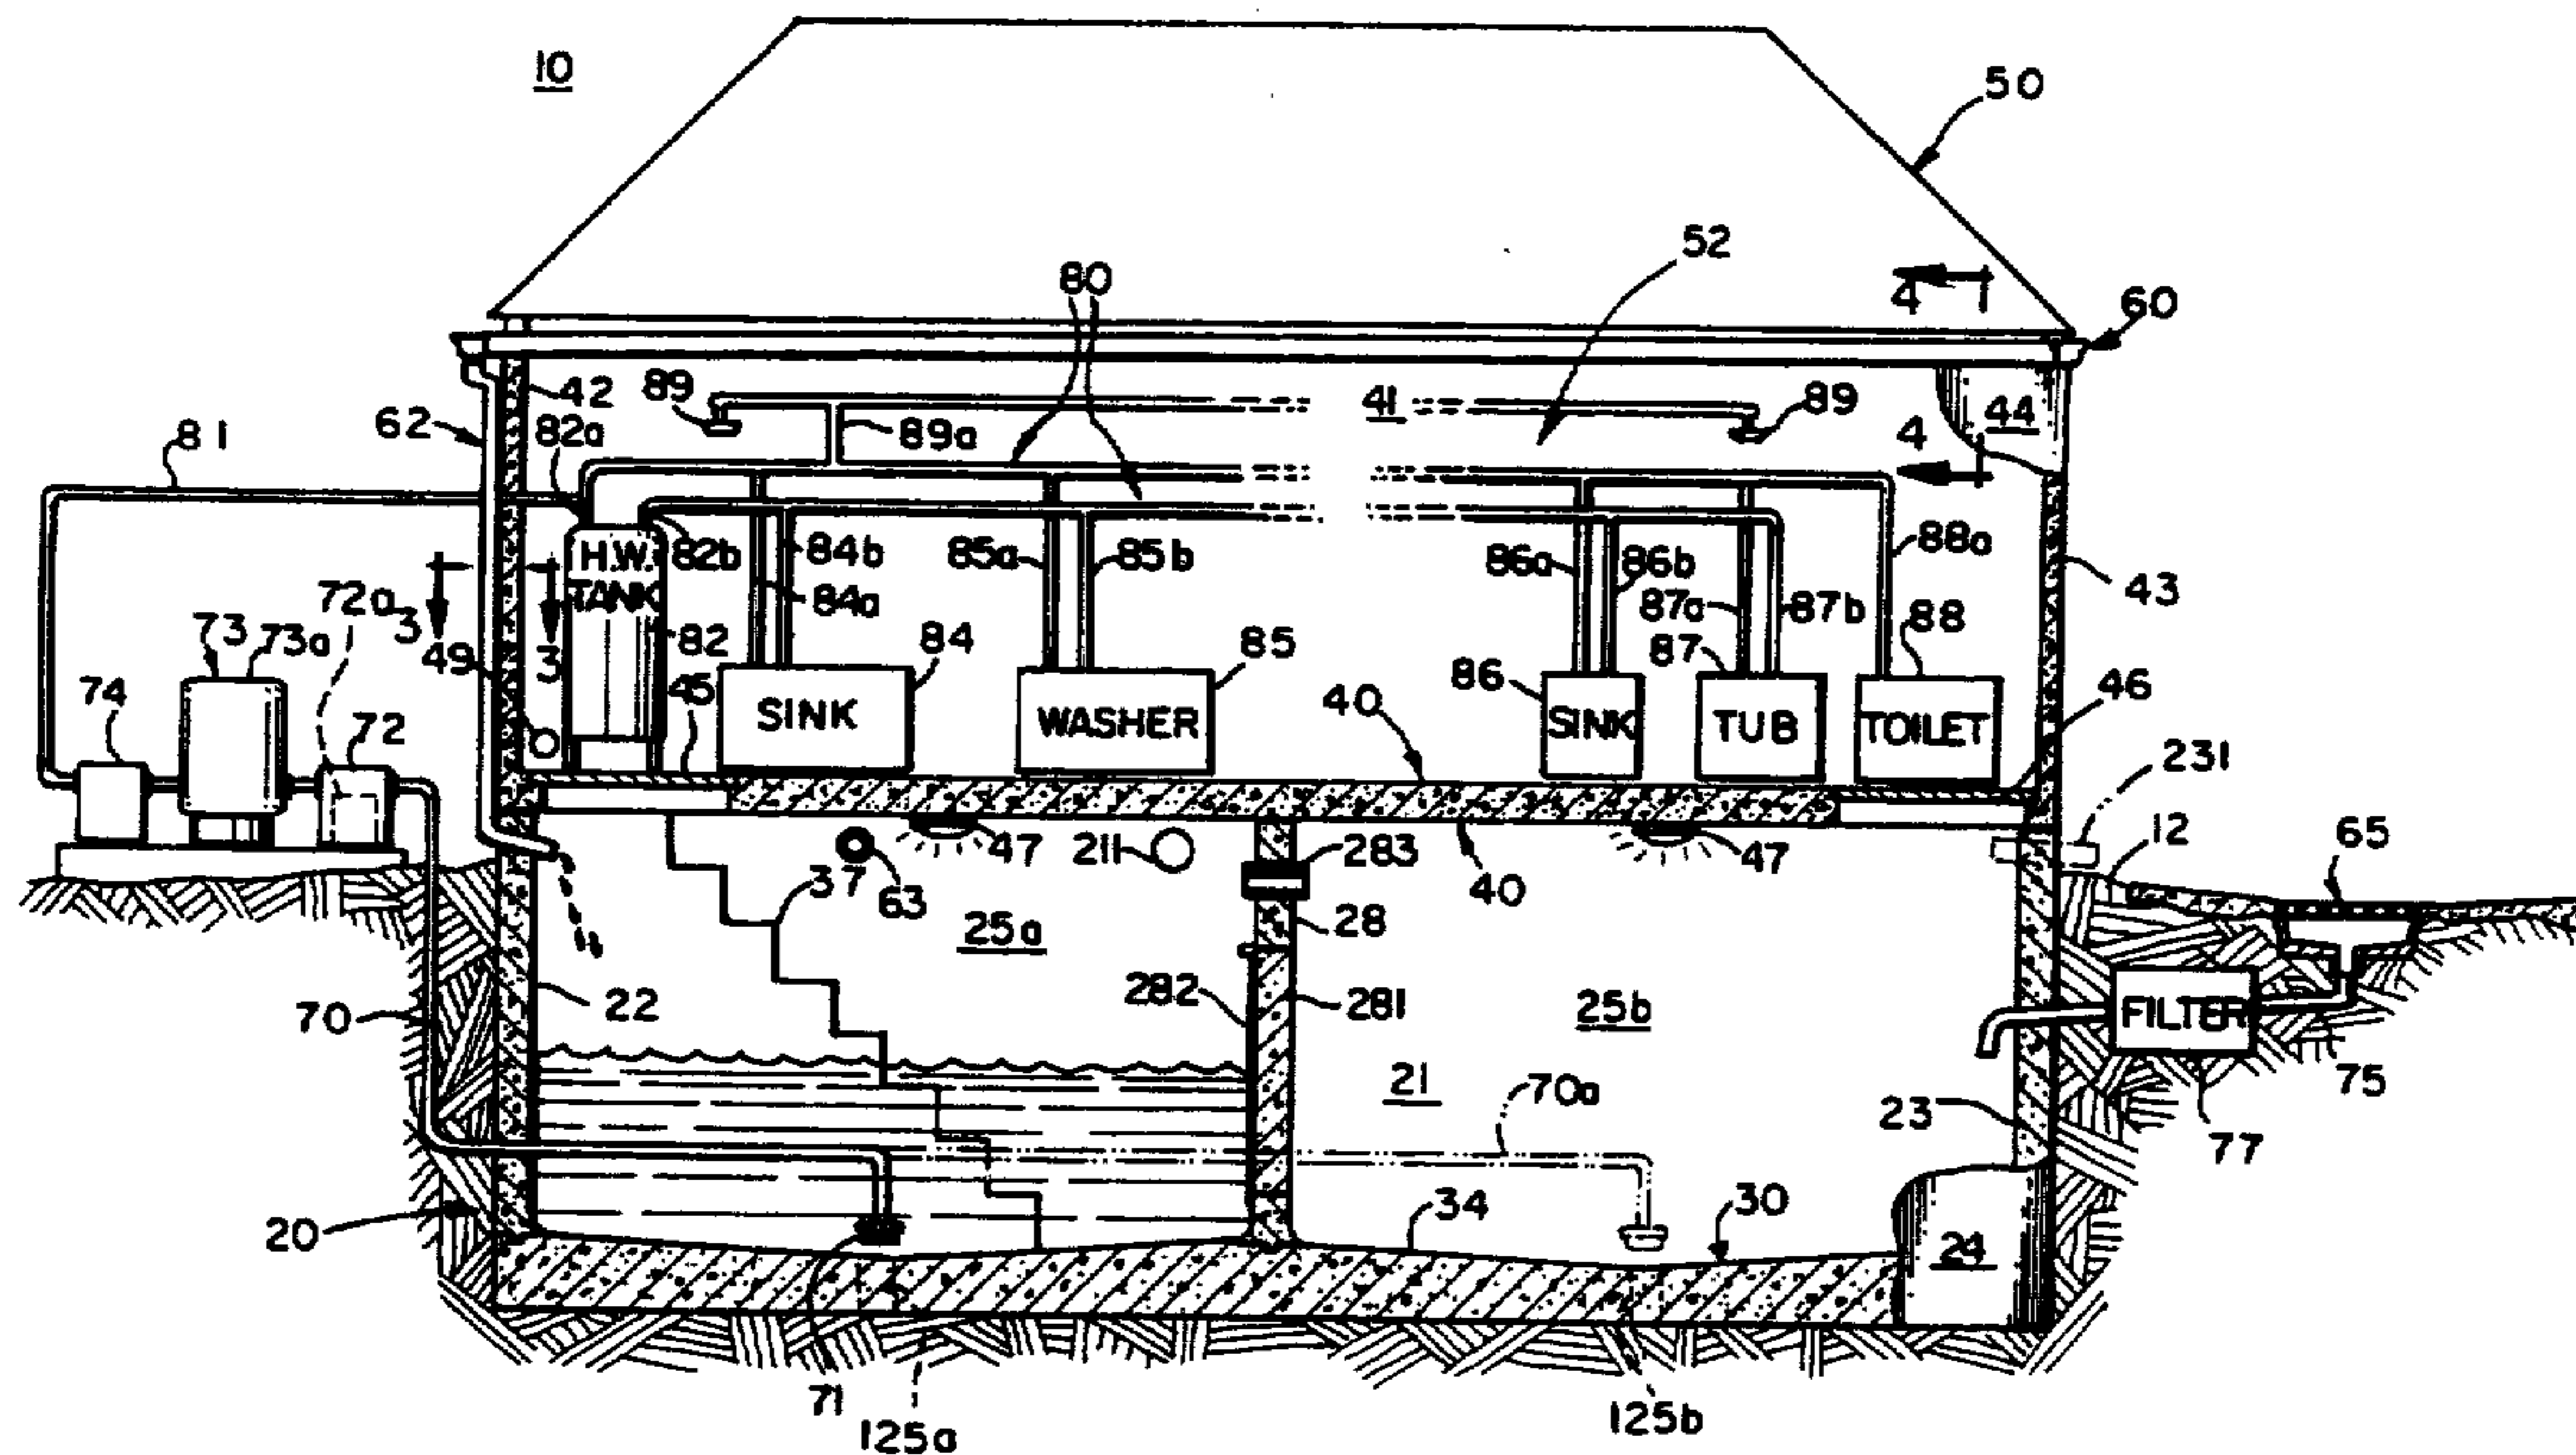 10
50
52
4
60
80
89
42
41
89
44
62
82a
89a
4
81
H.W.
TANK
82b
84b
85a
85b
86a
86b
88a
43
72a
3
84a
87a
87b
73
73a
49
3
82
84
85
87
88
45
86
46
74
72
SINK
WASHER
40
SINK
TUB
TOILET
231
12
65
47
211
283
47
37
63
40
25a
28
282
281
25b
FILTER
70
22
21
70a
75
23
77
20
34
30
24
71
125a
125b